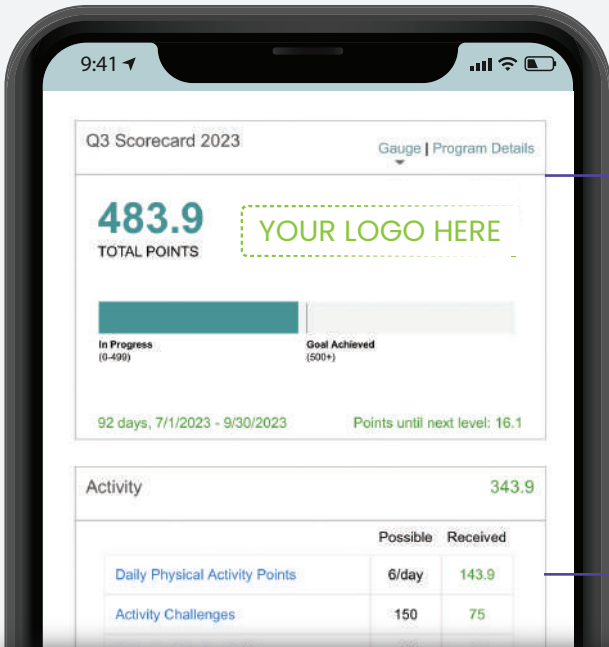 9:41
Q3 Scorecard 2023
Gauge | Program Details
483.9
TOTAL POINTS
YOUR LOGO HERE
In Progress
(0-499)
Goal Achieved
(500+)
92 days, 7/1/2023 - 9/30/2023
Points until next level: 16.1
Activity
343.9
Possible Received
Daily Physical Activity Points 6/day 143.9
Activity Challenges 150 75